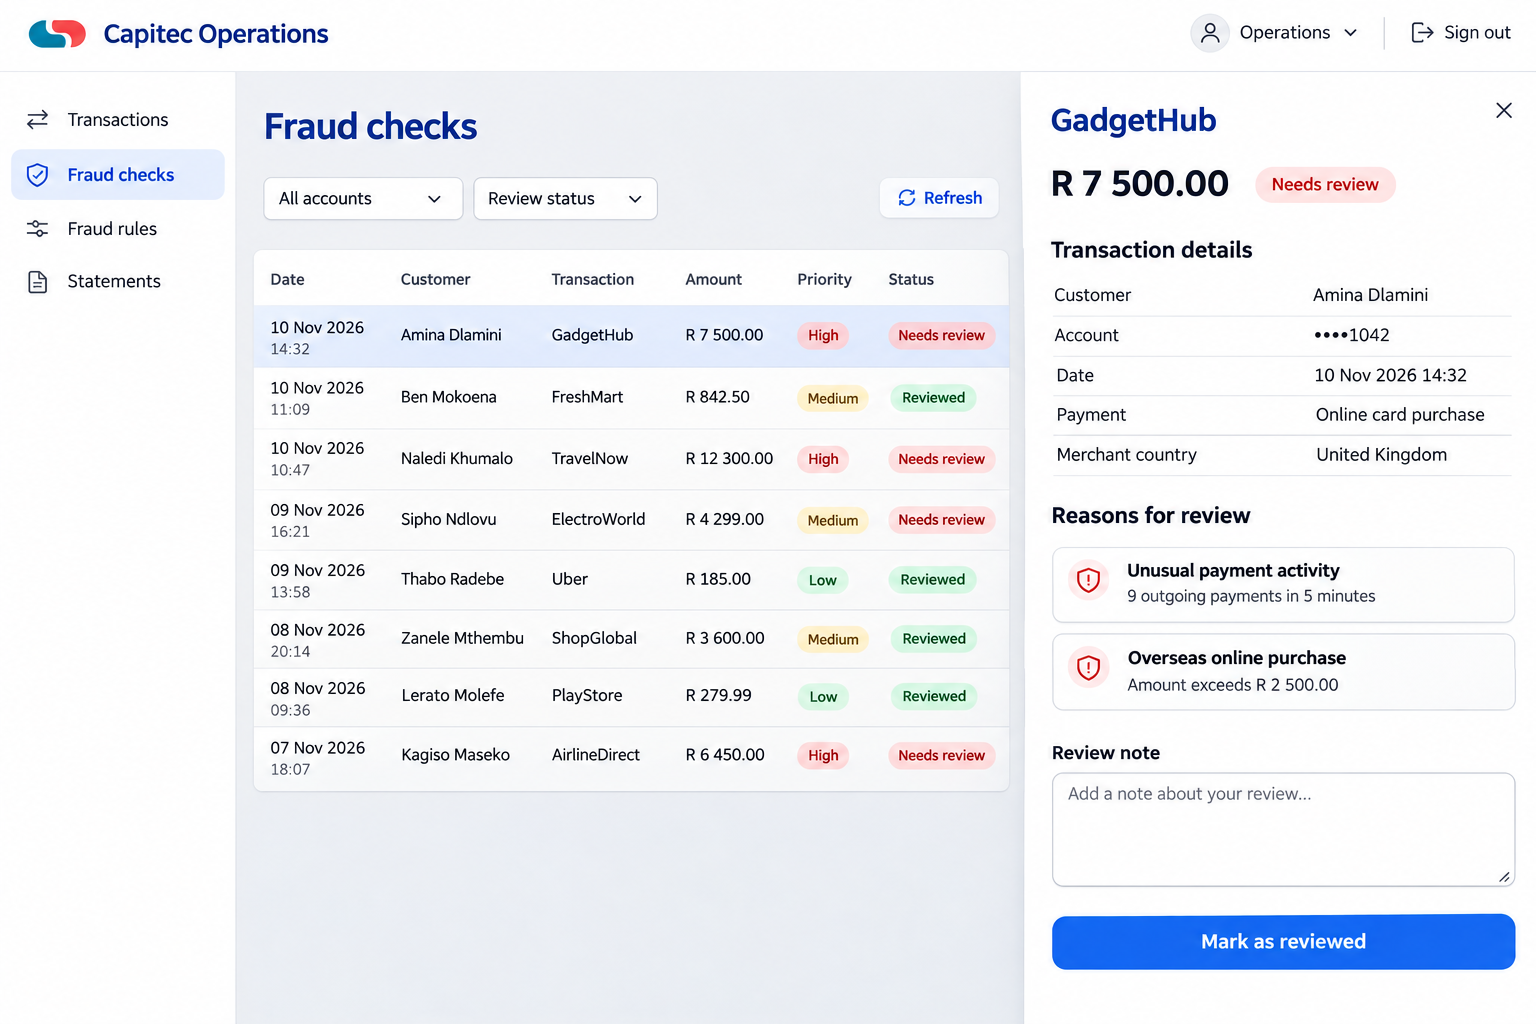 Capitec Operations
Operations
Sign out
Transactions
Fraud checks
Fraud rules
Statements
Fraud checks
All accounts
Review status
Refresh
Date Customer Transaction Amount Priority Status
10 Nov 2026
14:32
Amina Dlamini GadgetHub R 7 500.00 High Needs review
10 Nov 2026
11:09
Ben Mokoena FreshMart R 842.50 Medium Reviewed
10 Nov 2026
10:47
Naledi Khumalo TravelNow R 12 300.00 High Needs review
09 Nov 2026
16:21
Sipho Ndlovu ElectroWorld R 4 299.00 Medium Needs review
09 Nov 2026
13:58
Thabo Radebe Uber R 185.00 Low Reviewed
08 Nov 2026
20:14
Zanele Mthembu ShopGlobal R 3 600.00 Medium Reviewed
08 Nov 2026
09:36
Lerato Molefe PlayStore R 279.99 Low Reviewed
07 Nov 2026
18:07
Kagiso Maseko AirlineDirect R 6 450.00 High Needs review
GadgetHub
R 7 500.00 Needs review
Transaction details
Customer Amina Dlamini
Account ••••1042
Date 10 Nov 2026 14:32
Payment Online card purchase
Merchant country United Kingdom
Reasons for review
Unusual payment activity
9 outgoing payments in 5 minutes
Overseas online purchase
Amount exceeds R 2 500.00
Review note
Add a note about your review...
Mark as reviewed